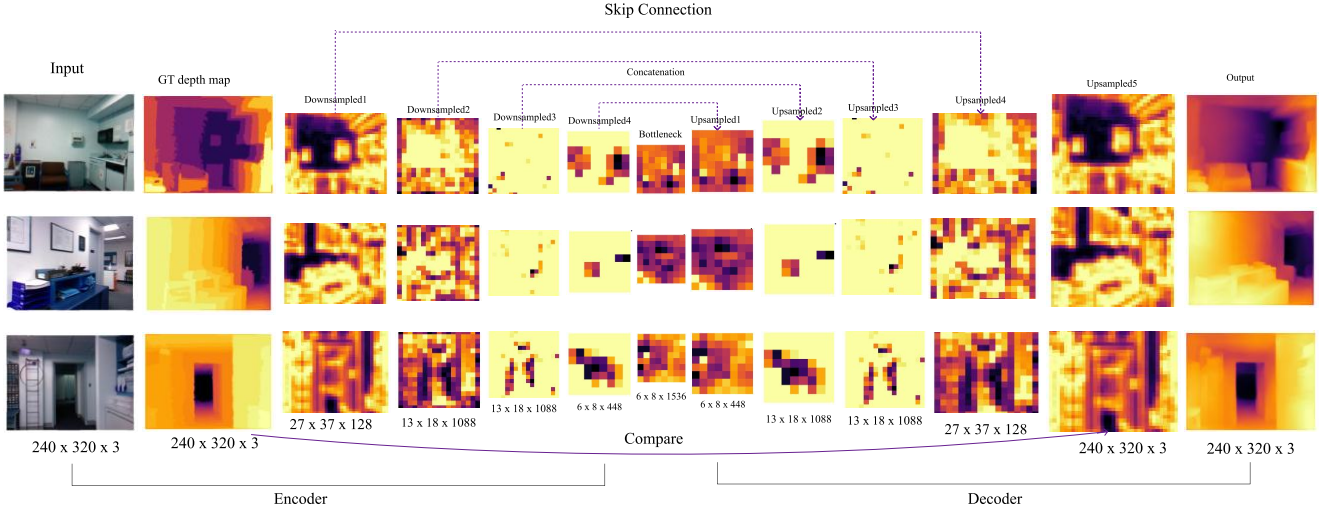 Skip Connection
Input
GT depth map
Concatenation
Upsampled5
Output
Downsampled1
Downsampled2
Downsampled3
Downsampled4
Bottleneck
Upsampled1
Upsampled2
Upsampled3
Upsampled4
240 x 320 x 3
240 x 320 x 3
27 x 37 x 128
13 x 18 x 1088
13 x 18 x 1088
6 x 8 x 448
6 x 8 x 1536
6 x 8 x 448
13 x 18 x 1088
13 x 18 x 1088
27 x 37 x 128
240 x 320 x 3
240 x 320 x 3
Compare
Encoder
Decoder